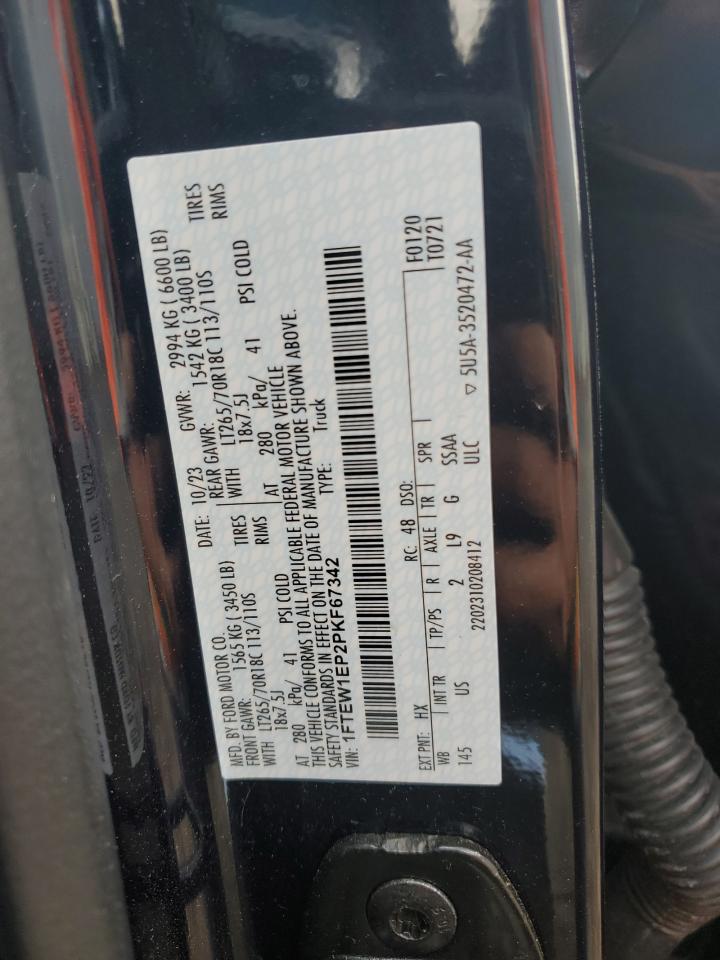 MFD. BY FORD MOTOR CO.
DATE: 10/23 GVWR: 2994 KG ( 6600 LB)
FRONT GAWR: 1565 KG ( 3450 LB) REAR GAWR: 1542 KG ( 3400 LB)
WITH LT265/70R18C 113/110S TIRES WITH LT265/70R18C 113/110S TIRES
18x7.5J RIMS 18x7.5J RIMS
AT 280 kPa/ 41 PSI COLD AT 280 kPa/ 41 PSI COLD
THIS VEHICLE CONFORMS TO ALL APPLICABLE FEDERAL MOTOR VEHICLE
SAFETY STANDARDS IN EFFECT ON THE DATE OF MANUFACTURE SHOWN ABOVE.
VIN: 1FTEW1EP2PKF67342 TYPE: Truck
EXT PNT: HX RC: 48 DSO: F0120
WB INT TR TP/PS R AXLE TR SPR T0721
145 US 2 L9 G SSAA
2202310208412 ULC ▽ 5U5A-3520472-AA